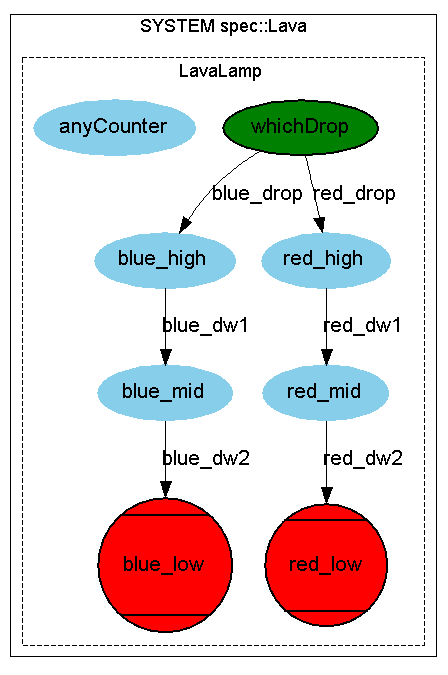 SYSTEM spec::Lava
LavaLamp
anyCounter whichDrop
blue_drop red_drop
blue_high red_high
blue_dw1 red_dw1
blue_mid red_mid
blue_dw2 red_dw2
blue_low red_low